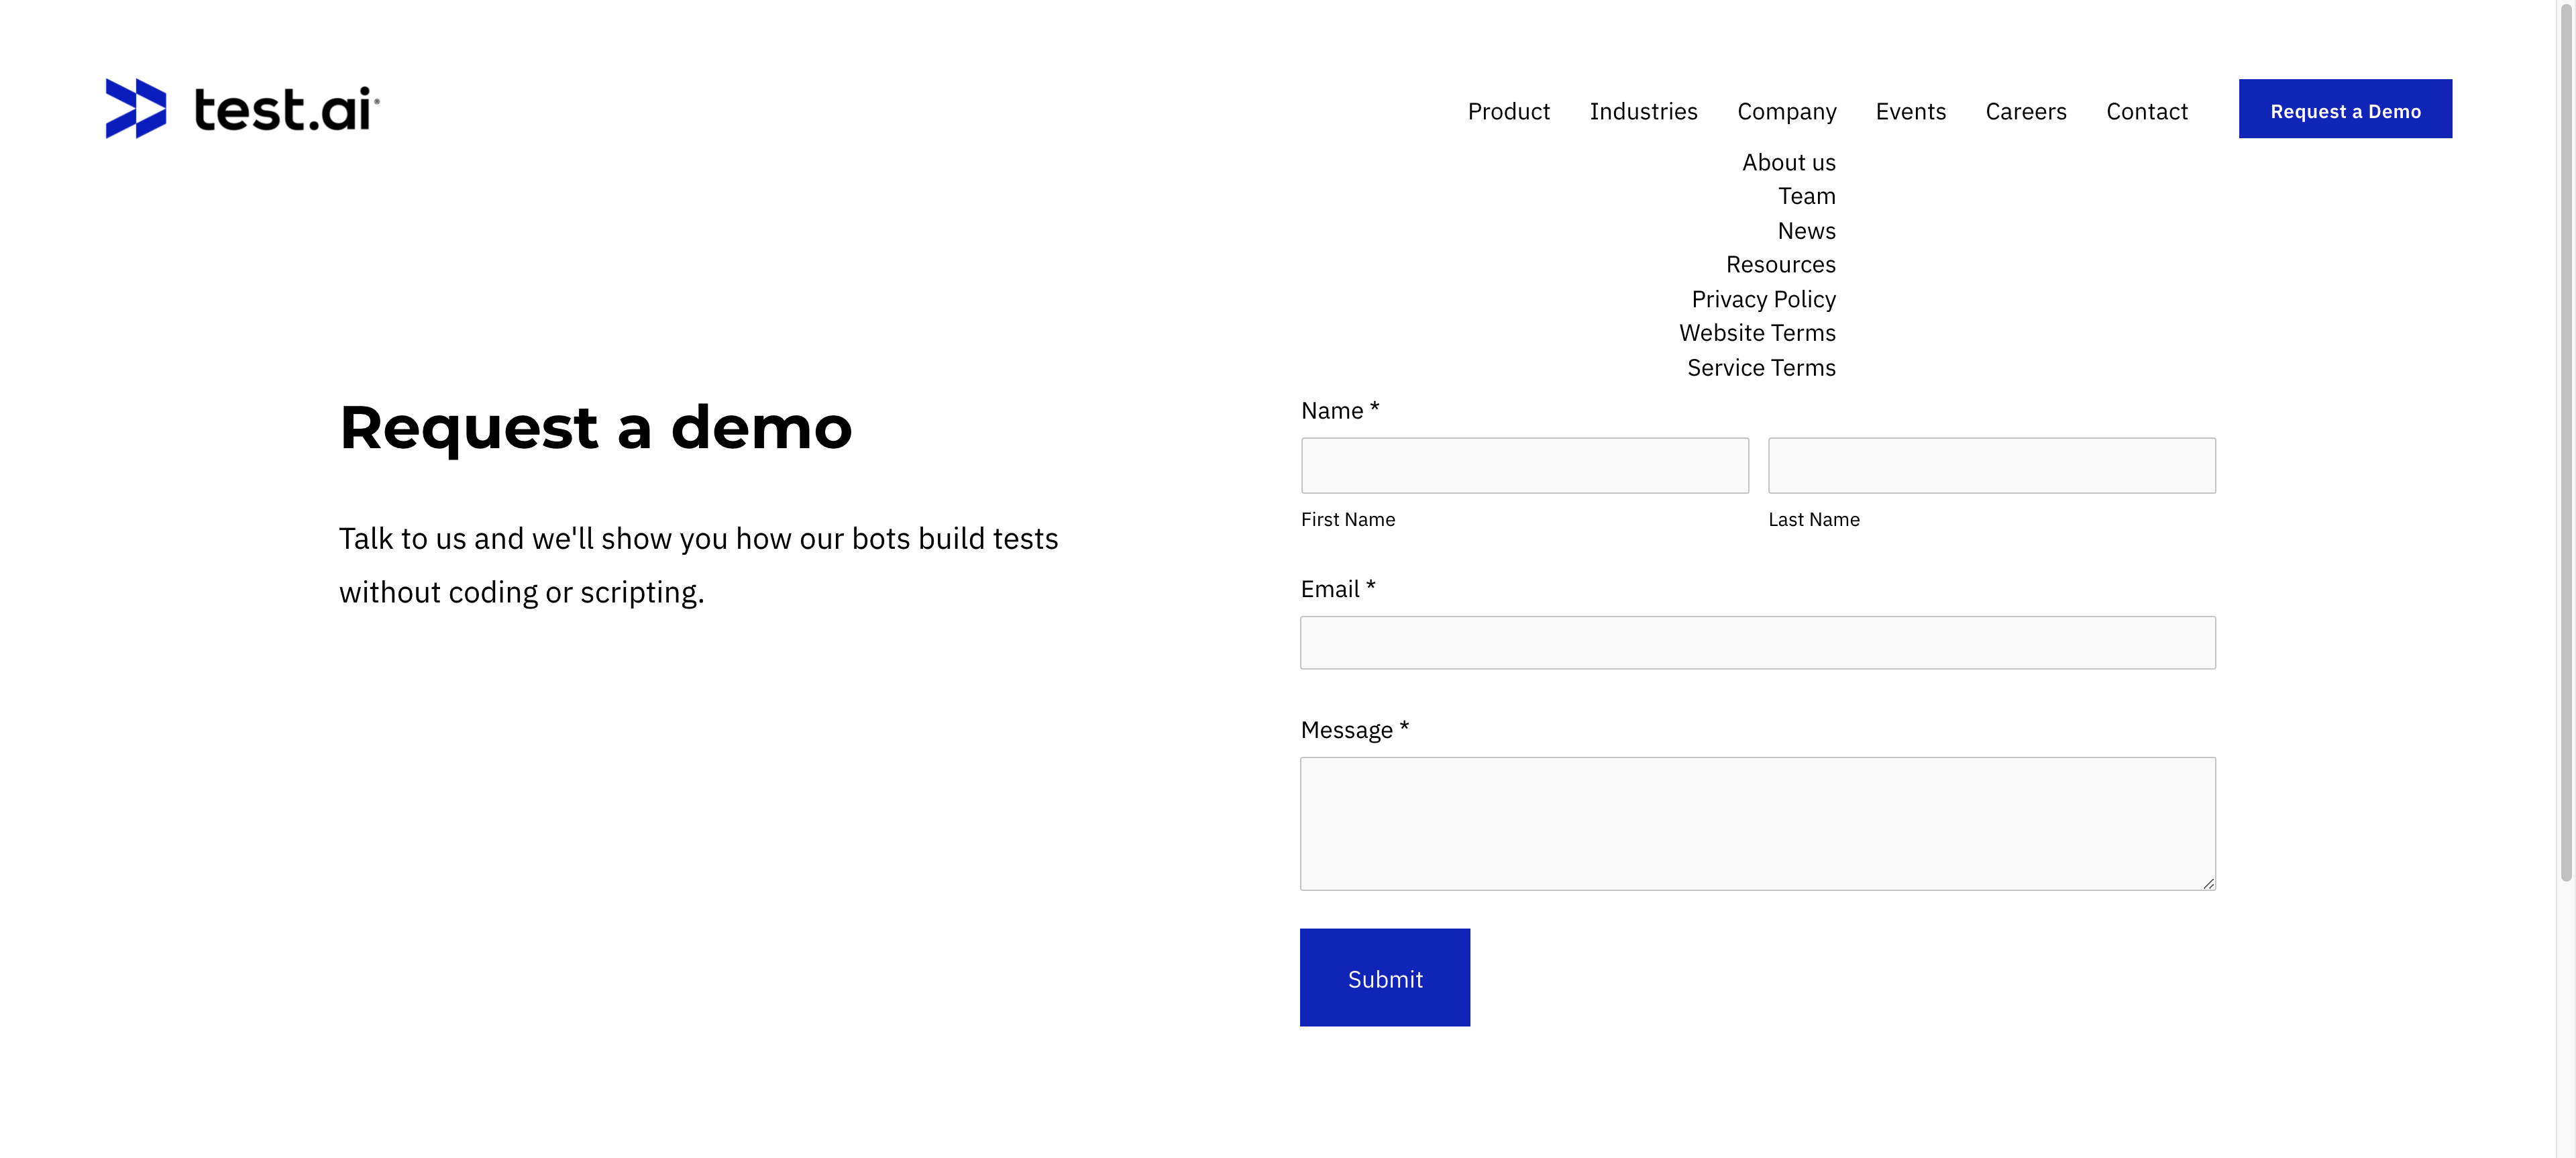 test.ai
Product Industries Company Events Careers Contact Request a Demo
About us
Team
News
Resources
Privacy Policy
Website Terms
Service Terms
Request a demo
Talk to us and we'll show you how our bots build tests
without coding or scripting.
Name *
First Name Last Name
Email *
Message *
Submit